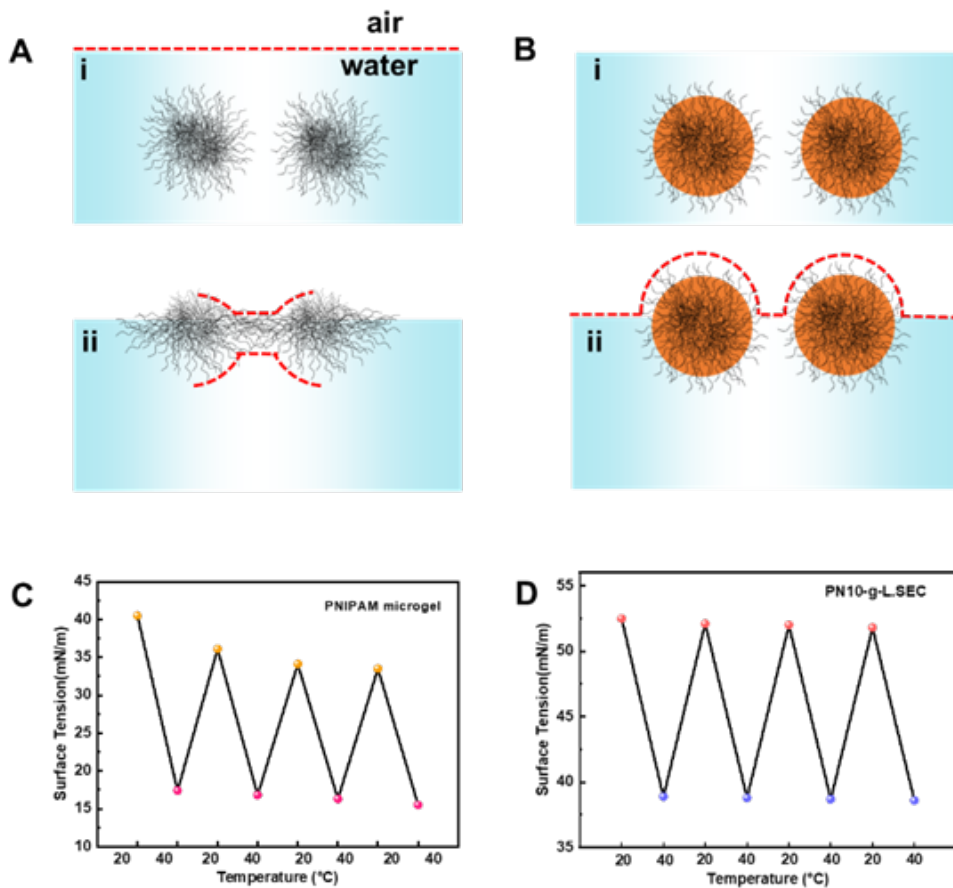 A
air
water
i
ii
B
i
ii
C
PNIPAM microgel
Surface Tension(mN/m)
45
40
35
30
25
20
15
10
20 40 20 40 20 40 20 40
Temperature (°C)
D
PN10-g-L.SEC
Surface Tension(mN/m)
55
50
45
40
35
20 40 20 40 20 40 20 40
Temperature (°C)